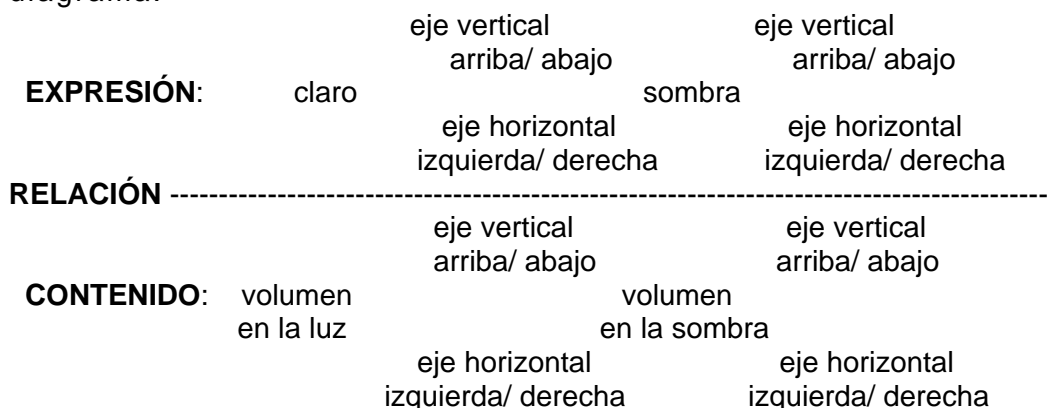 diagrama:
eje vertical eje vertical
arriba/ abajo arriba/ abajo
EXPRESIÓN: claro sombra
eje horizontal eje horizontal
izquierda/ derecha izquierda/ derecha
RELACIÓN --------------------------------------------------------------------------------
eje vertical eje vertical
arriba/ abajo arriba/ abajo
CONTENIDO: volumen volumen
en la luz en la sombra
eje horizontal eje horizontal
izquierda/ derecha izquierda/ derecha